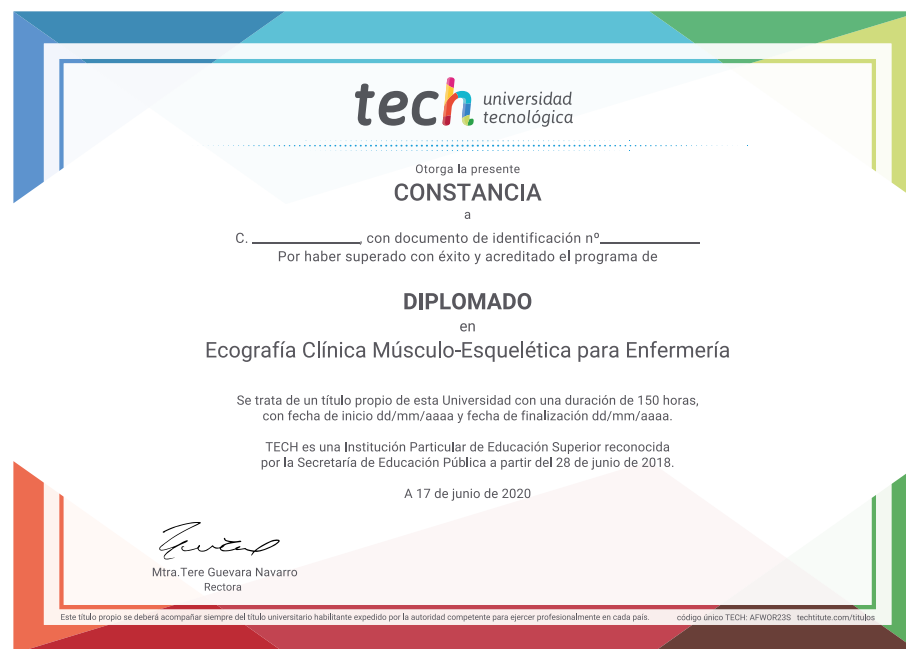 tech universidad
tecnológica
Otorga la presente
CONSTANCIA
a
C. ____________, con documento de identificación nº___________
Por haber superado con éxito y acreditado el programa de
DIPLOMADO
en
Ecografía Clínica Músculo-Esquelética para Enfermería
Se trata de un título propio de esta Universidad con una duración de 150 horas,
con fecha de inicio dd/mm/aaaa y fecha de finalización dd/mm/aaaa.
TECH es una Institución Particular de Educación Superior reconocida
por la Secretaría de Educación Pública a partir del 28 de junio de 2018.
A 17 de junio de 2020
Mtra.Tere Guevara Navarro
Rectora
Este título propio se deberá acompañar siempre del título universitario habilitante expedido por la autoridad competente para ejercer profesionalmente en cada país. código único TECH: AFWOR23S techtitute.com/titulos